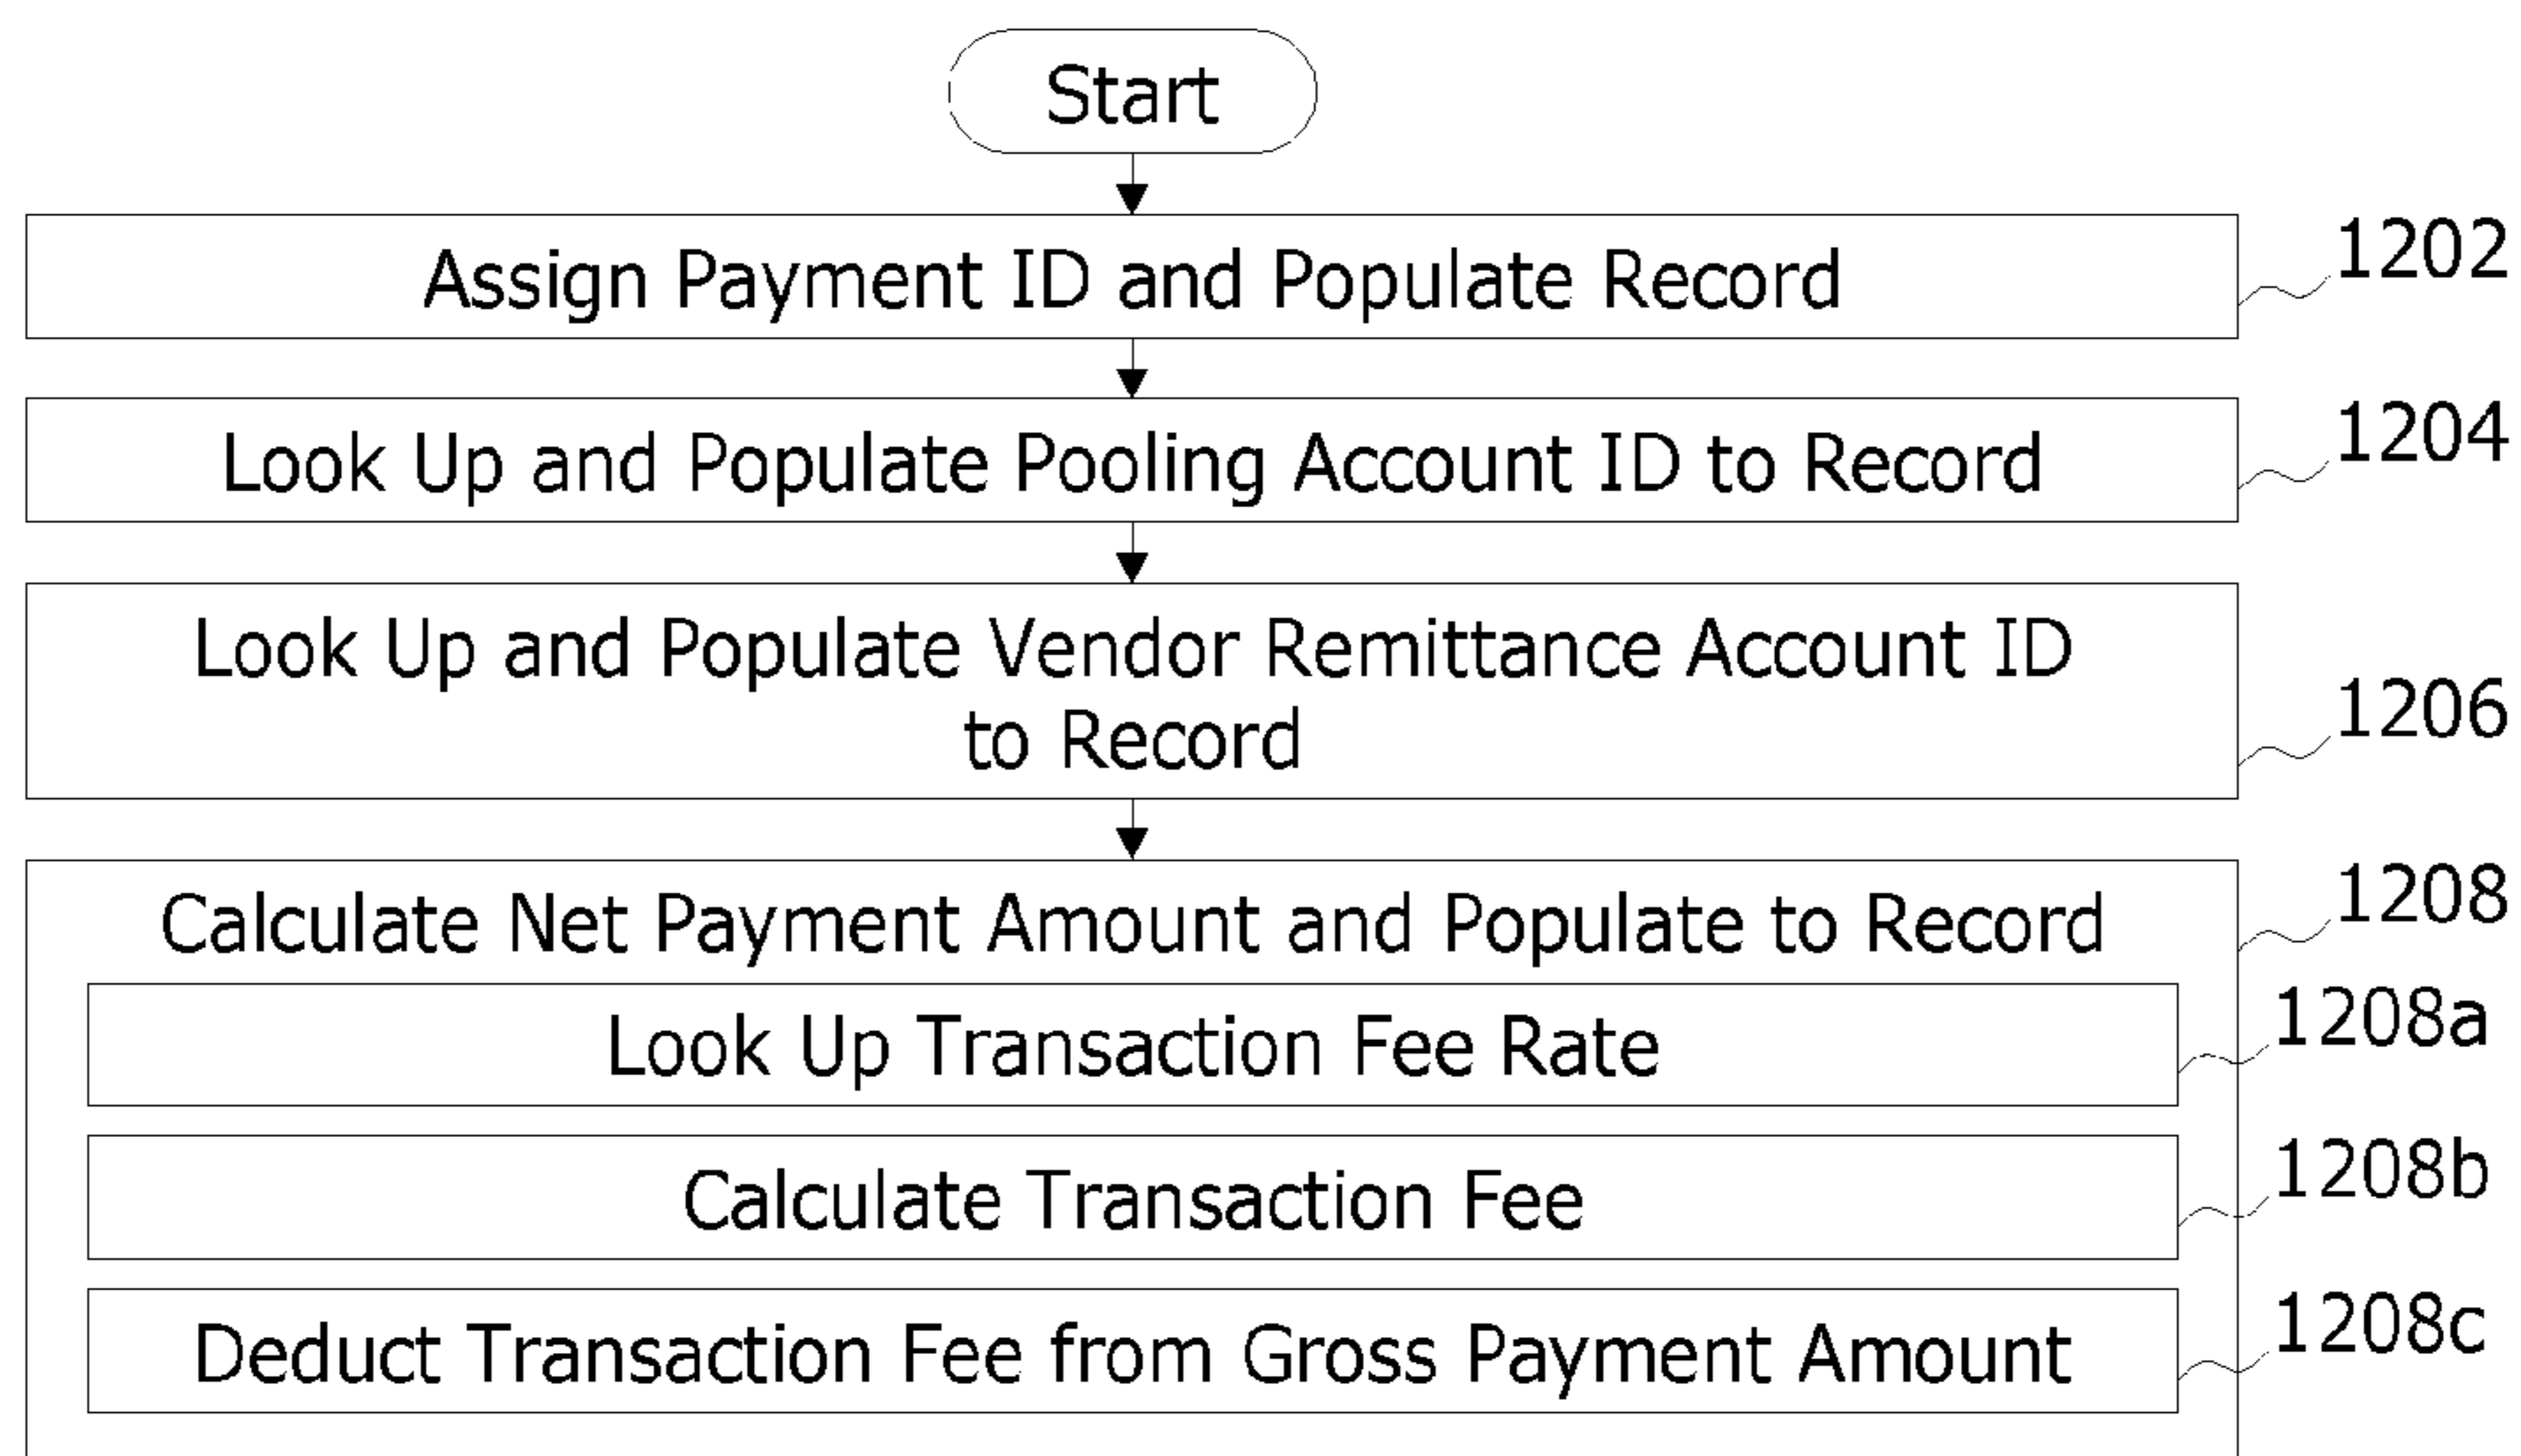 Start
Assign Payment ID and Populate Record
1202
Look Up and Populate Pooling Account ID to Record
1204
Look Up and Populate Vendor Remittance Account ID
to Record
1206
Calculate Net Payment Amount and Populate to Record
1208
Look Up Transaction Fee Rate
1208a
Calculate Transaction Fee
1208b
Deduct Transaction Fee from Gross Payment Amount
1208c